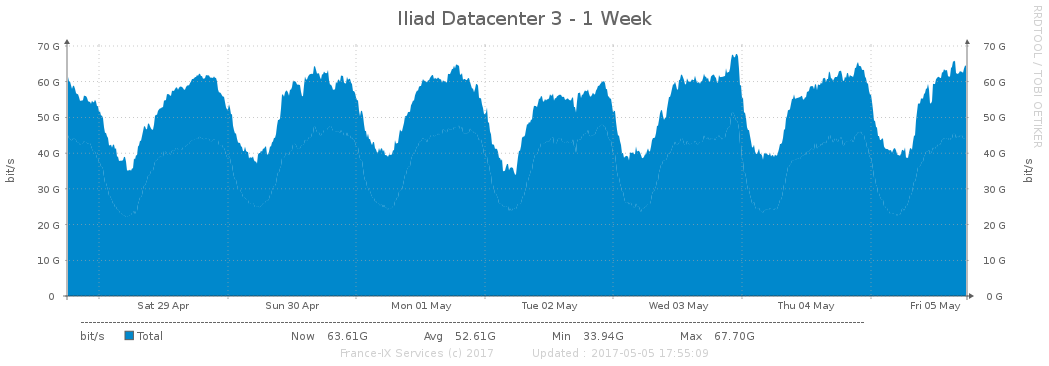 Iliad Datacenter 3 - 1 Week
RRDTOOL / TOBI OETIKER
70 G 70 G
60 G 60 G
50 G 50 G
40 G 40 G
30 G 30 G
20 G 20 G
10 G 10 G
0 0 G
bit/s
bit/s
Sat 29 Apr Sun 30 Apr Mon 01 May Tue 02 May Wed 03 May Thu 04 May Fri 05 May
bit/s Total Now 63.61G Avg 52.61G Min 33.94G Max 67.70G
France-IX Services (c) 2017 Updated : 2017-05-05 17:55:09